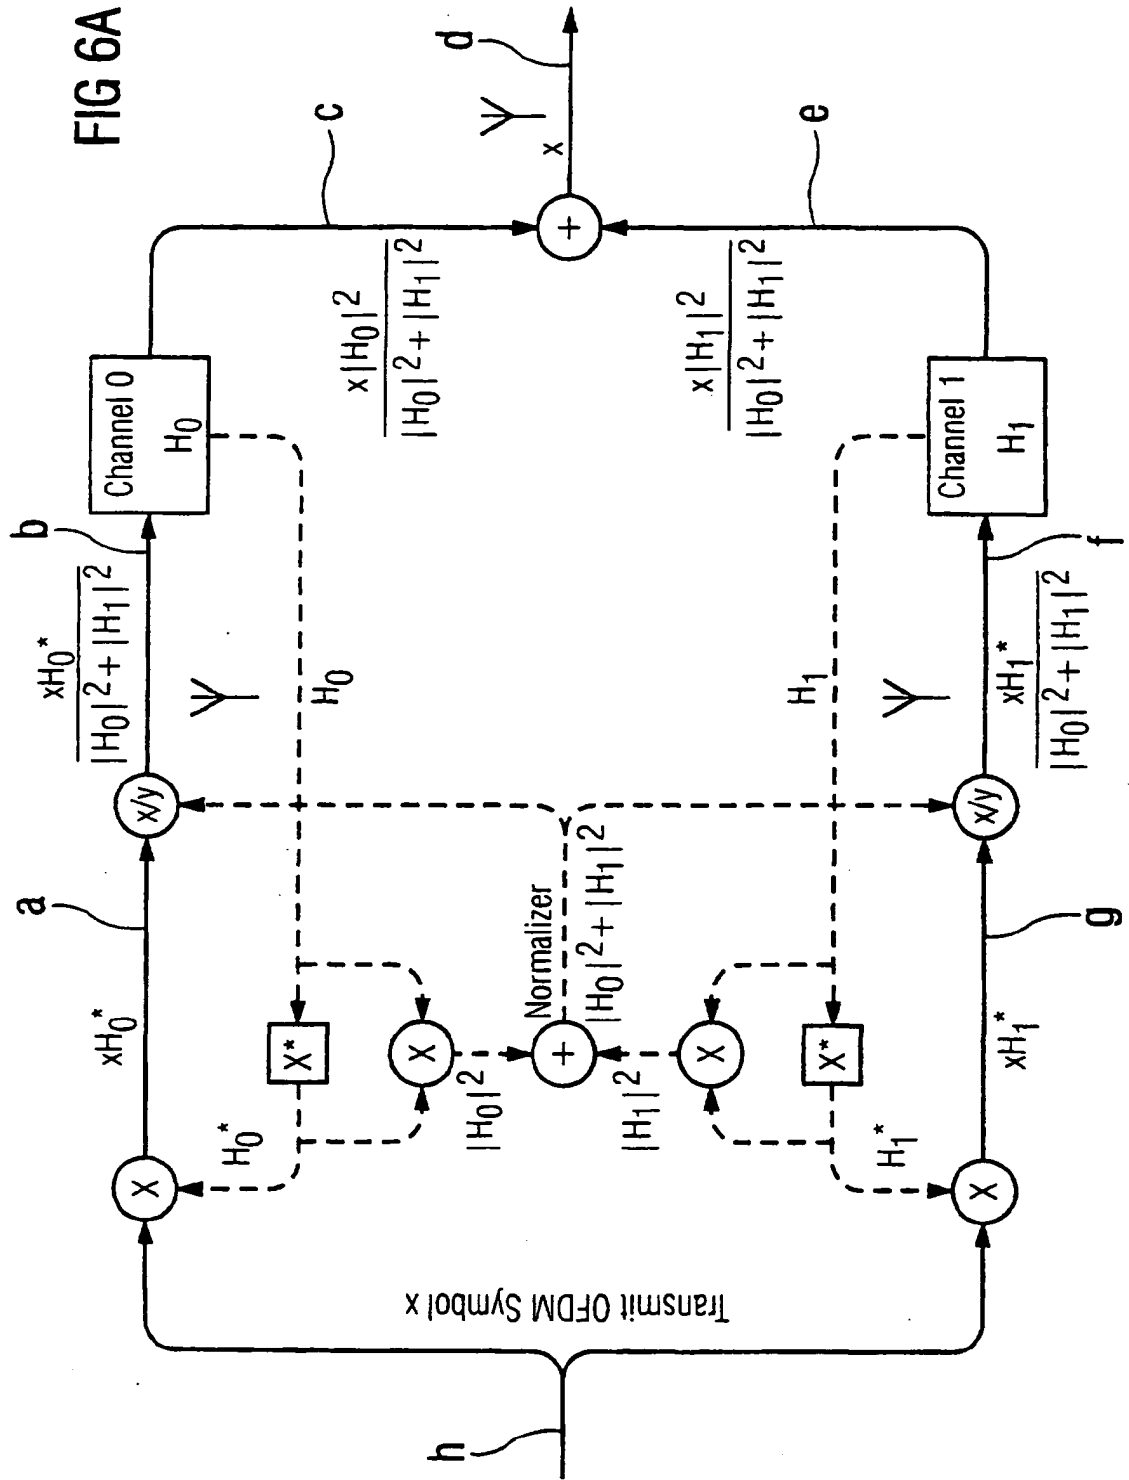 FIG 6A
h
Transmit OFDM Symbol x
X
xH₀*
a
x/y
xH₀*
|H₀|²+|H₁|²
b
Channel 0
H₀
x|H₀|²
|H₀|²+|H₁|²
c
H₀
H₀*
X*
X
|H₀|²
+
Normalizer
|H₀|²+|H₁|²
+
x
d
|H₁|²
X
X*
H₁*
H₁
X
xH₁*
g
x/y
xH₁*
|H₀|²+|H₁|²
f
Channel 1
H₁
x|H₁|²
|H₀|²+|H₁|²
e